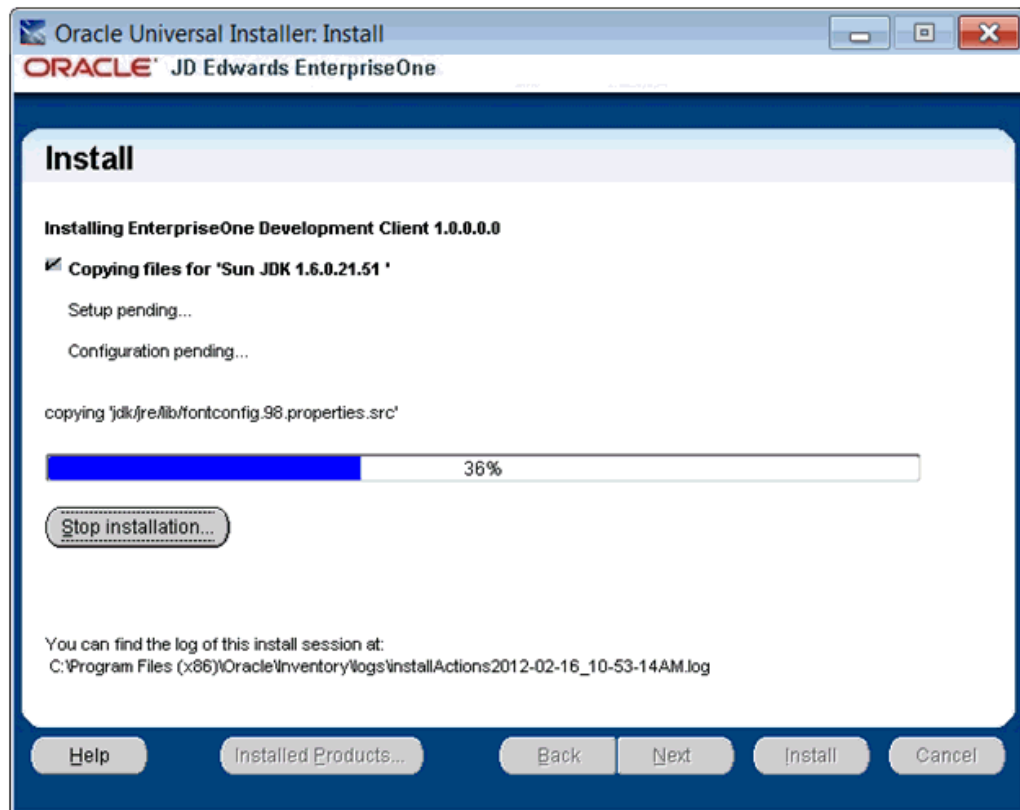 Oracle Universal Installer: Install
ORACLE® JD Edwards EnterpriseOne
Install
Installing EnterpriseOne Development Client 1.0.0.0.0
Copying files for 'Sun JDK 1.6.0.21.51 '
Setup pending...
Configuration pending...
copying 'jdk/jre/lib/fontconfig.98.properties.src'
36%
Stop installation...
You can find the log of this install session at:
C:\Program Files (x86)\Oracle\Inventory\logs\installActions2012-02-16_10-53-14AM.log
Help Installed Products... Back Next Install Cancel